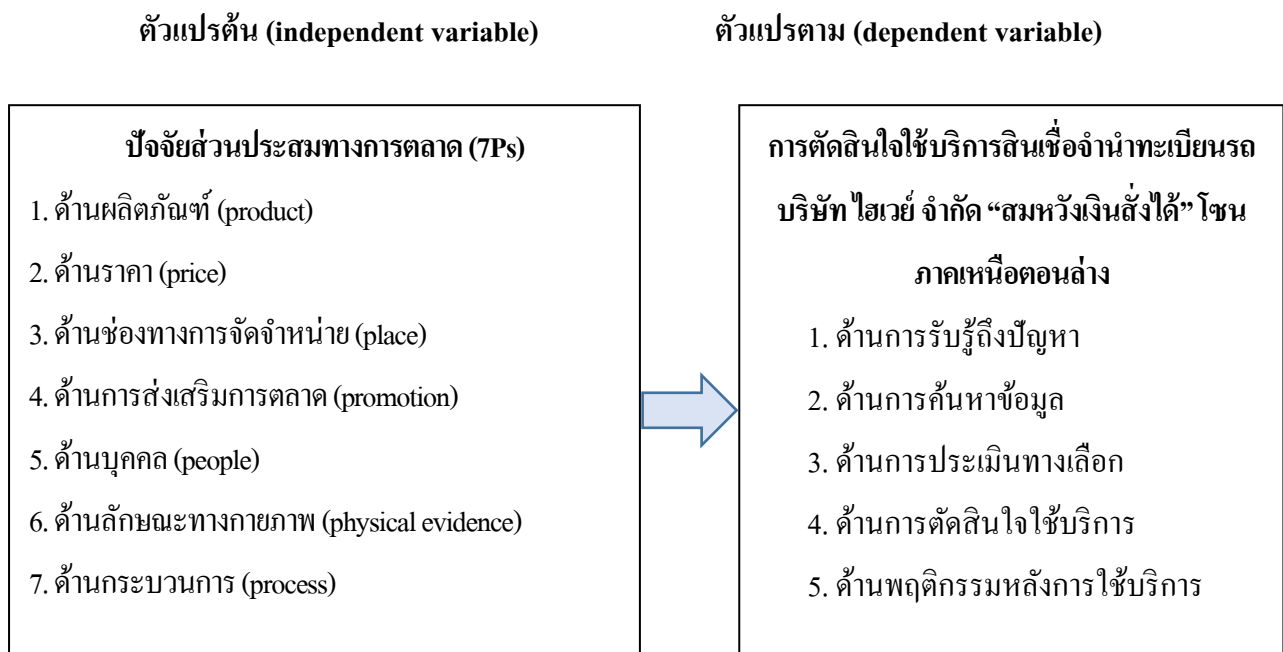 ตัวแปรต้น (independent variable)
ตัวแปรตาม (dependent variable)
ปัจจัยส่วนประสมทางการตลาด (7Ps)
1. ด้านผลิตภัณฑ์ (product)
2. ด้านราคา (price)
3. ด้านช่องทางการจัดจำหน่าย (place)
4. ด้านการส่งเสริมการตลาด (promotion)
5. ด้านบุคคล (people)
6. ด้านลักษณะทางกายภาพ (physical evidence)
7. ด้านกระบวนการ (process)
การตัดสินใจใช้บริการสินเชื่อจำนำทะเบียนรถ
บริษัท ไฮเวย์ จำกัด “สมหวังเงินสั่งได้” โซน
ภาคเหนือตอนล่าง
1. ด้านการรับรู้ถึงปัญหา
2. ด้านการค้นหาข้อมูล
3. ด้านการประเมินทางเลือก
4. ด้านการตัดสินใจใช้บริการ
5. ด้านพฤติกรรมหลังการใช้บริการ